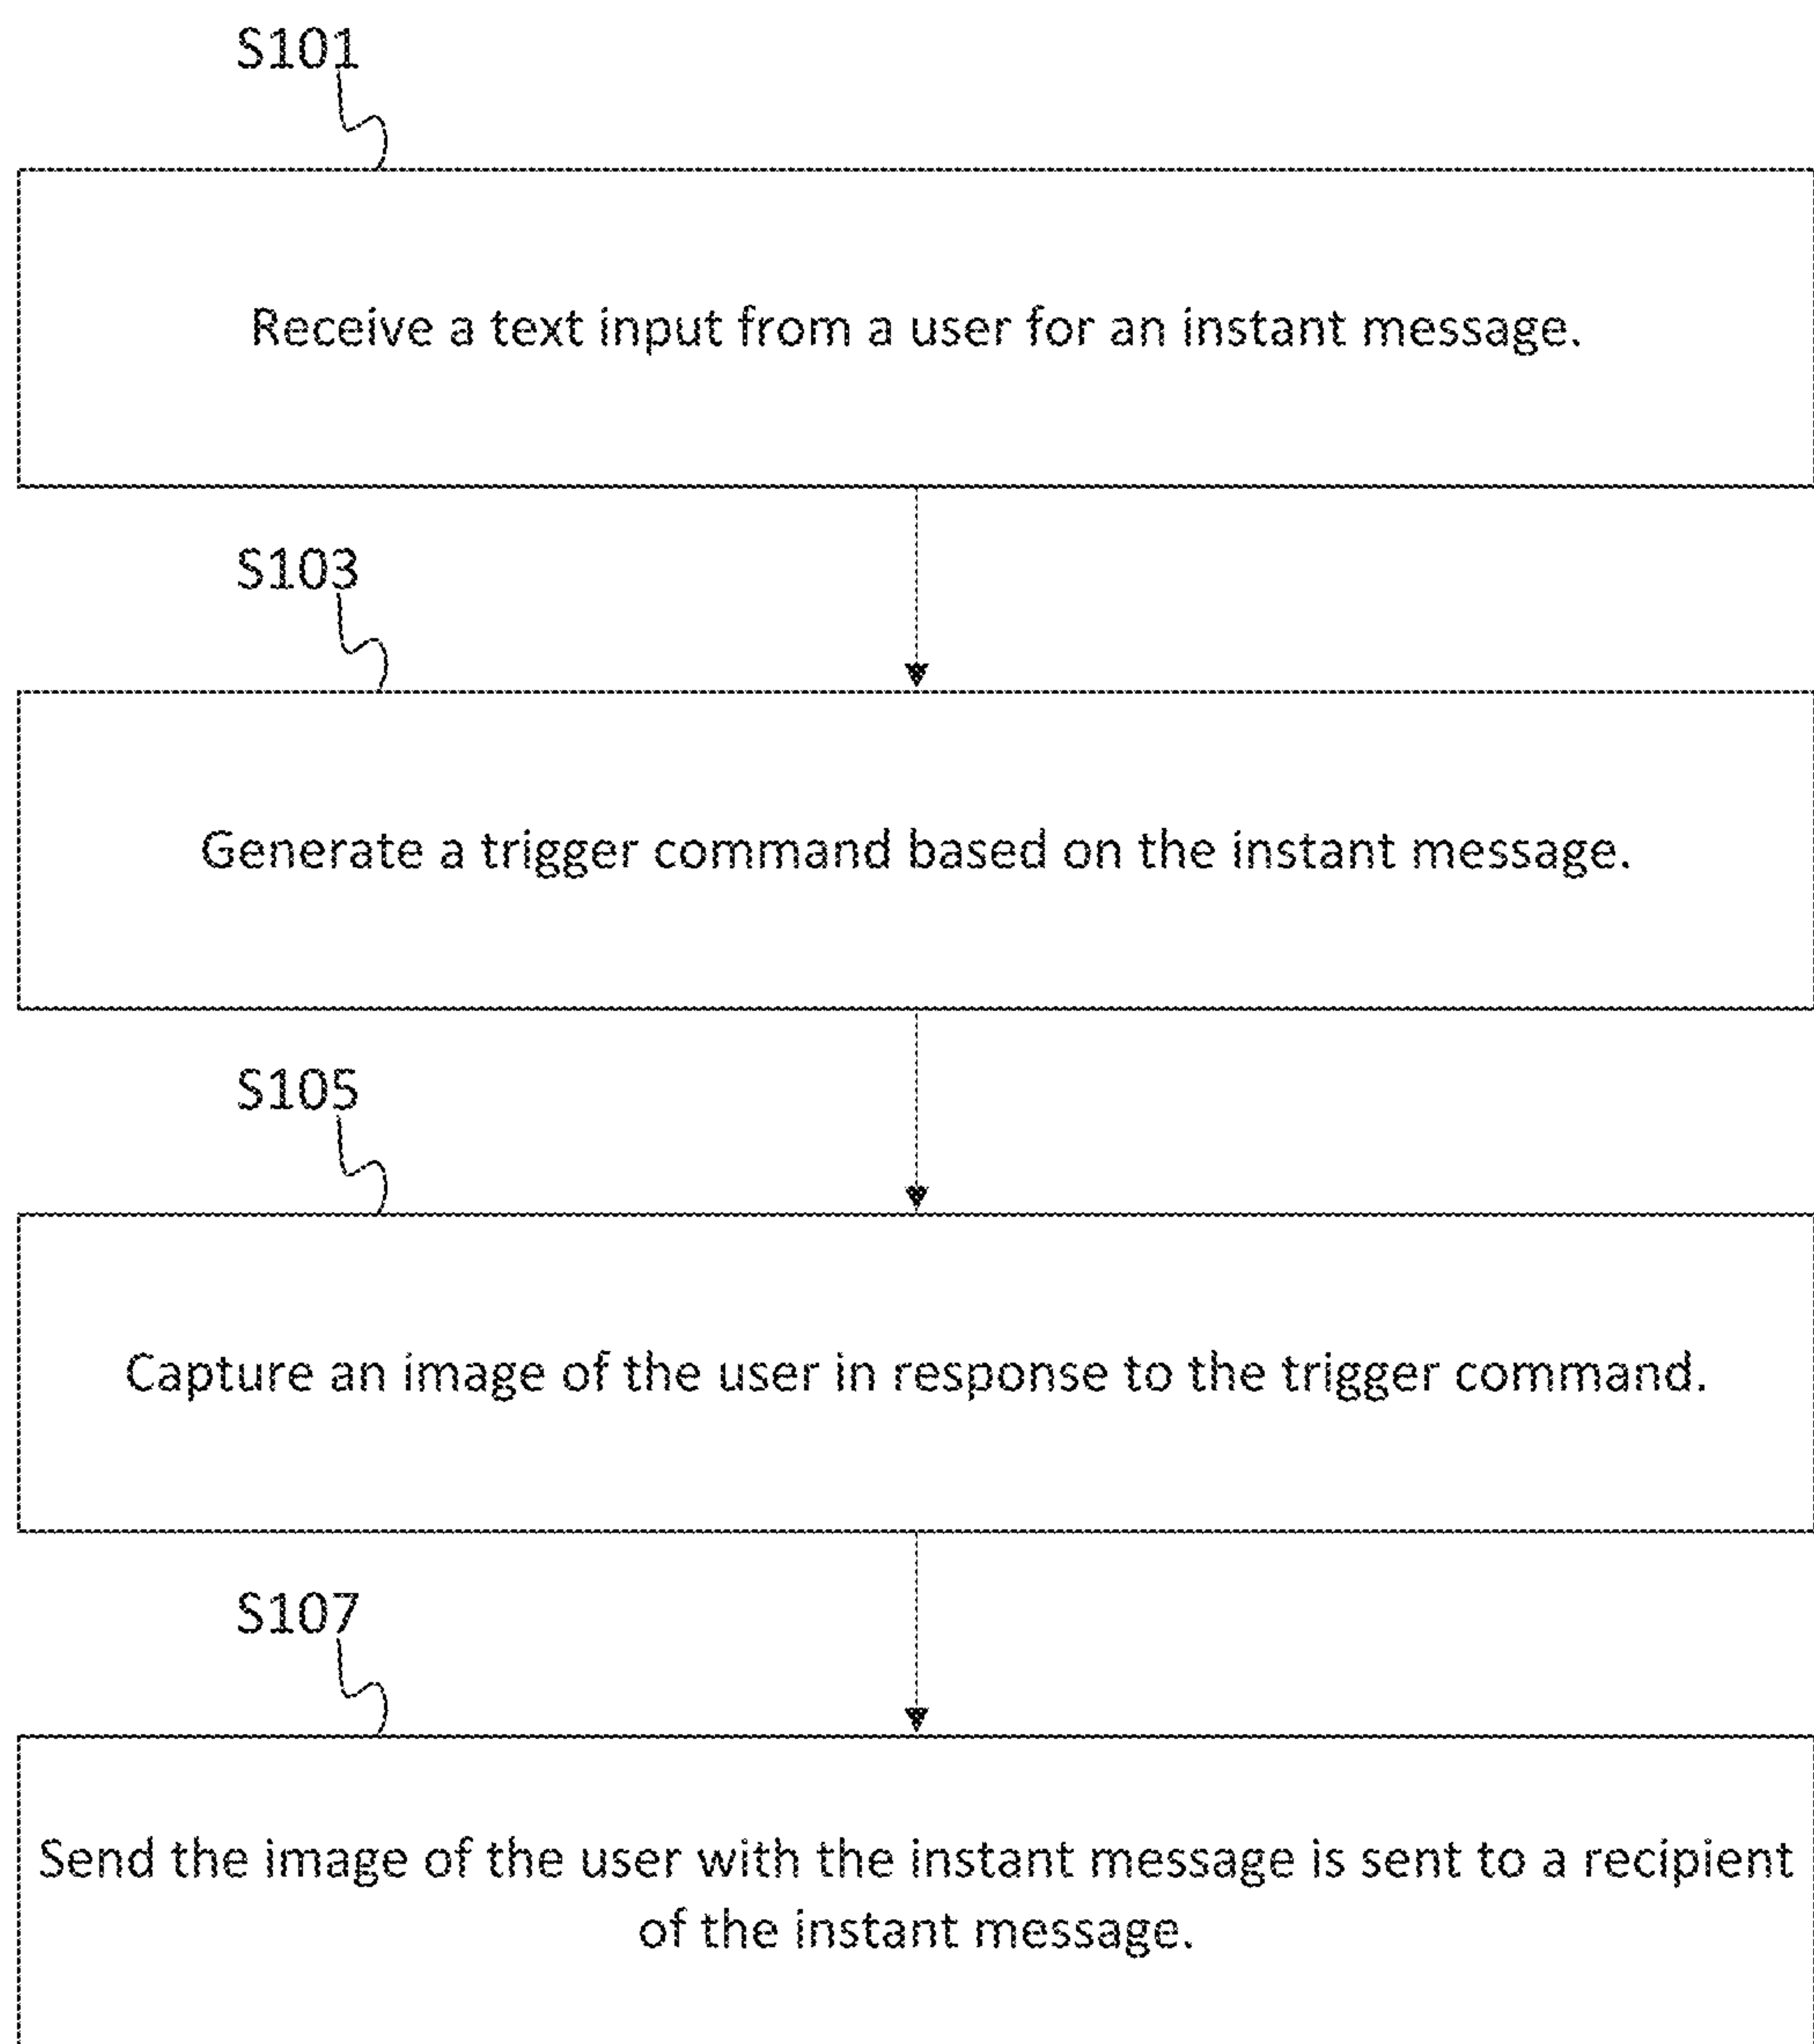 S101
Receive a text input from a user for an instant message.
S103
Generate a trigger command based on the instant message.
S105
Capture an image of the user in response to the trigger command.
S107
Send the image of the user with the instant message is sent to a recipient
of the instant message.